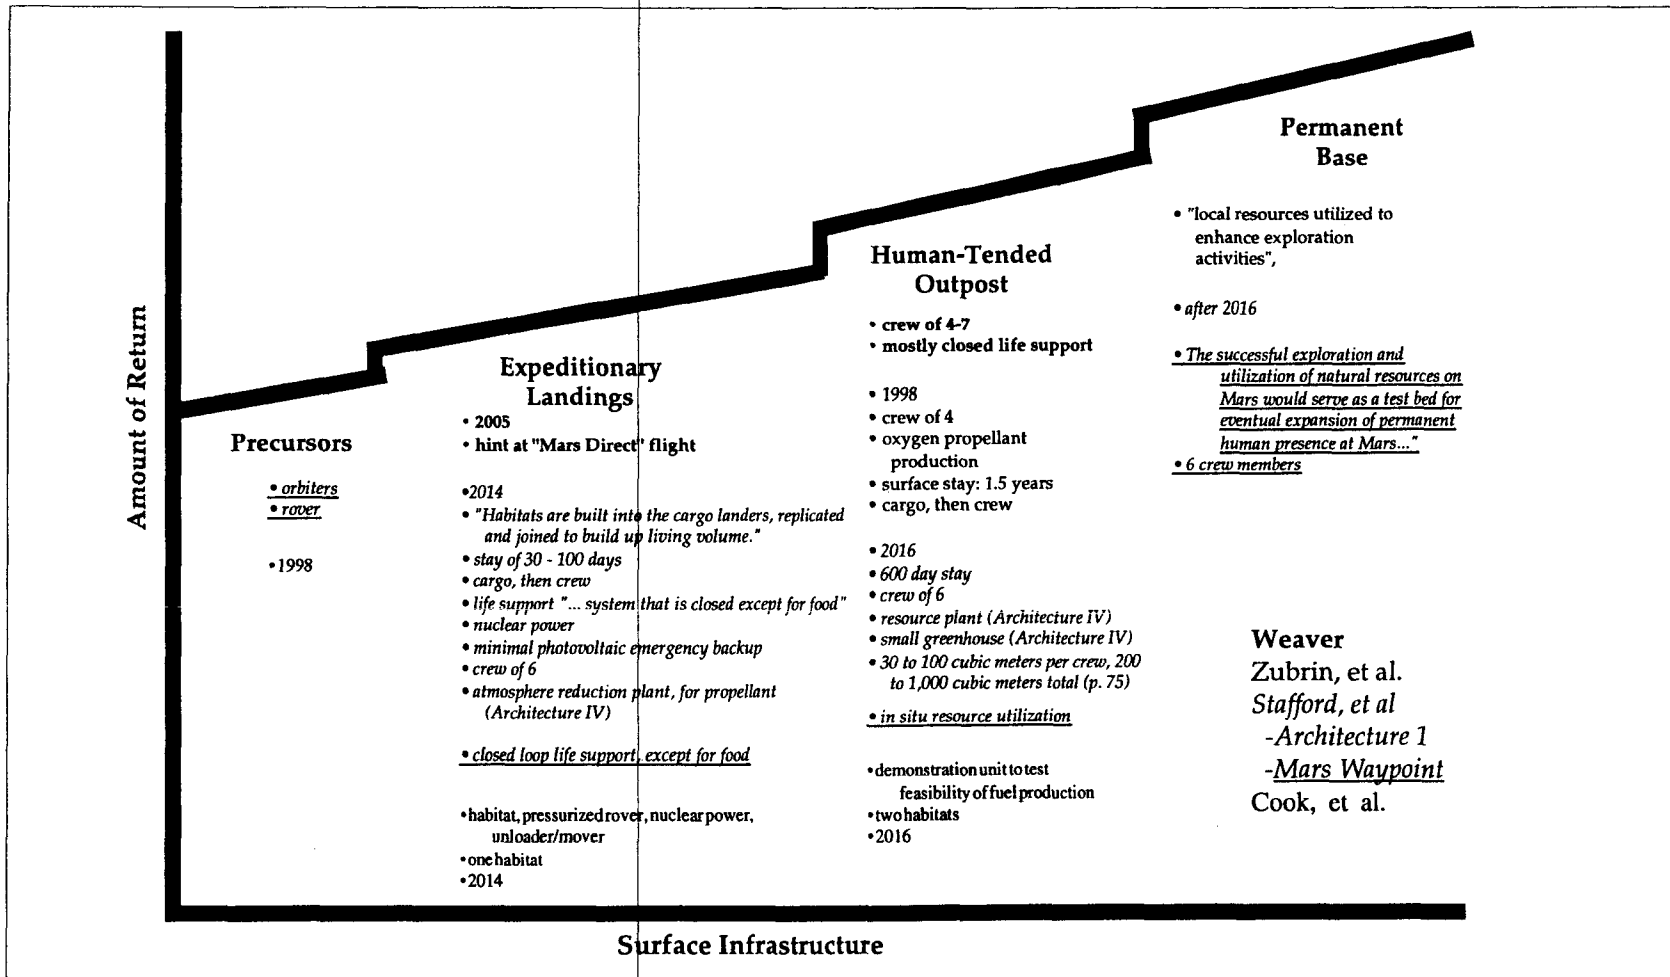 Amount of Return
Precursors
• orbiters
• rover
• 1998
Expeditionary
Landings
• 2005
• hint at "Mars Direct" flight
• 2014
• "Habitats are built into the cargo landers, replicated
and joined to build up living volume."
• stay of 30 - 100 days
• cargo, then crew
• life support "... system that is closed except for food"
• nuclear power
• minimal photovoltaic emergency backup
• crew of 6
• atmosphere reduction plant, for propellant
(Architecture IV)
• closed loop life support, except for food
• habitat, pressurized rover, nuclear power,
unloader/mover
• one habitat
• 2014
Human-Tended
Outpost
• crew of 4-7
• mostly closed life support
• 1998
• crew of 4
• oxygen propellant
production
• surface stay: 1.5 years
• cargo, then crew
• 2016
• 600 day stay
• crew of 6
• resource plant (Architecture IV)
• small greenhouse (Architecture IV)
• 30 to 100 cubic meters per crew, 200
to 1,000 cubic meters total (p. 75)
• in situ resource utilization
• demonstration unit to test
feasibility of fuel production
• two habitats
• 2016
Permanent
Base
• "local resources utilized to
enhance exploration
activities",
• after 2016
• The successful exploration and
utilization of natural resources on
Mars would serve as a test bed for
eventual expansion of permanent
human presence at Mars..."
• 6 crew members
Weaver
Zubrin, et al.
Stafford, et al
-Architecture 1
-Mars Waypoint
Cook, et al.
Surface Infrastructure